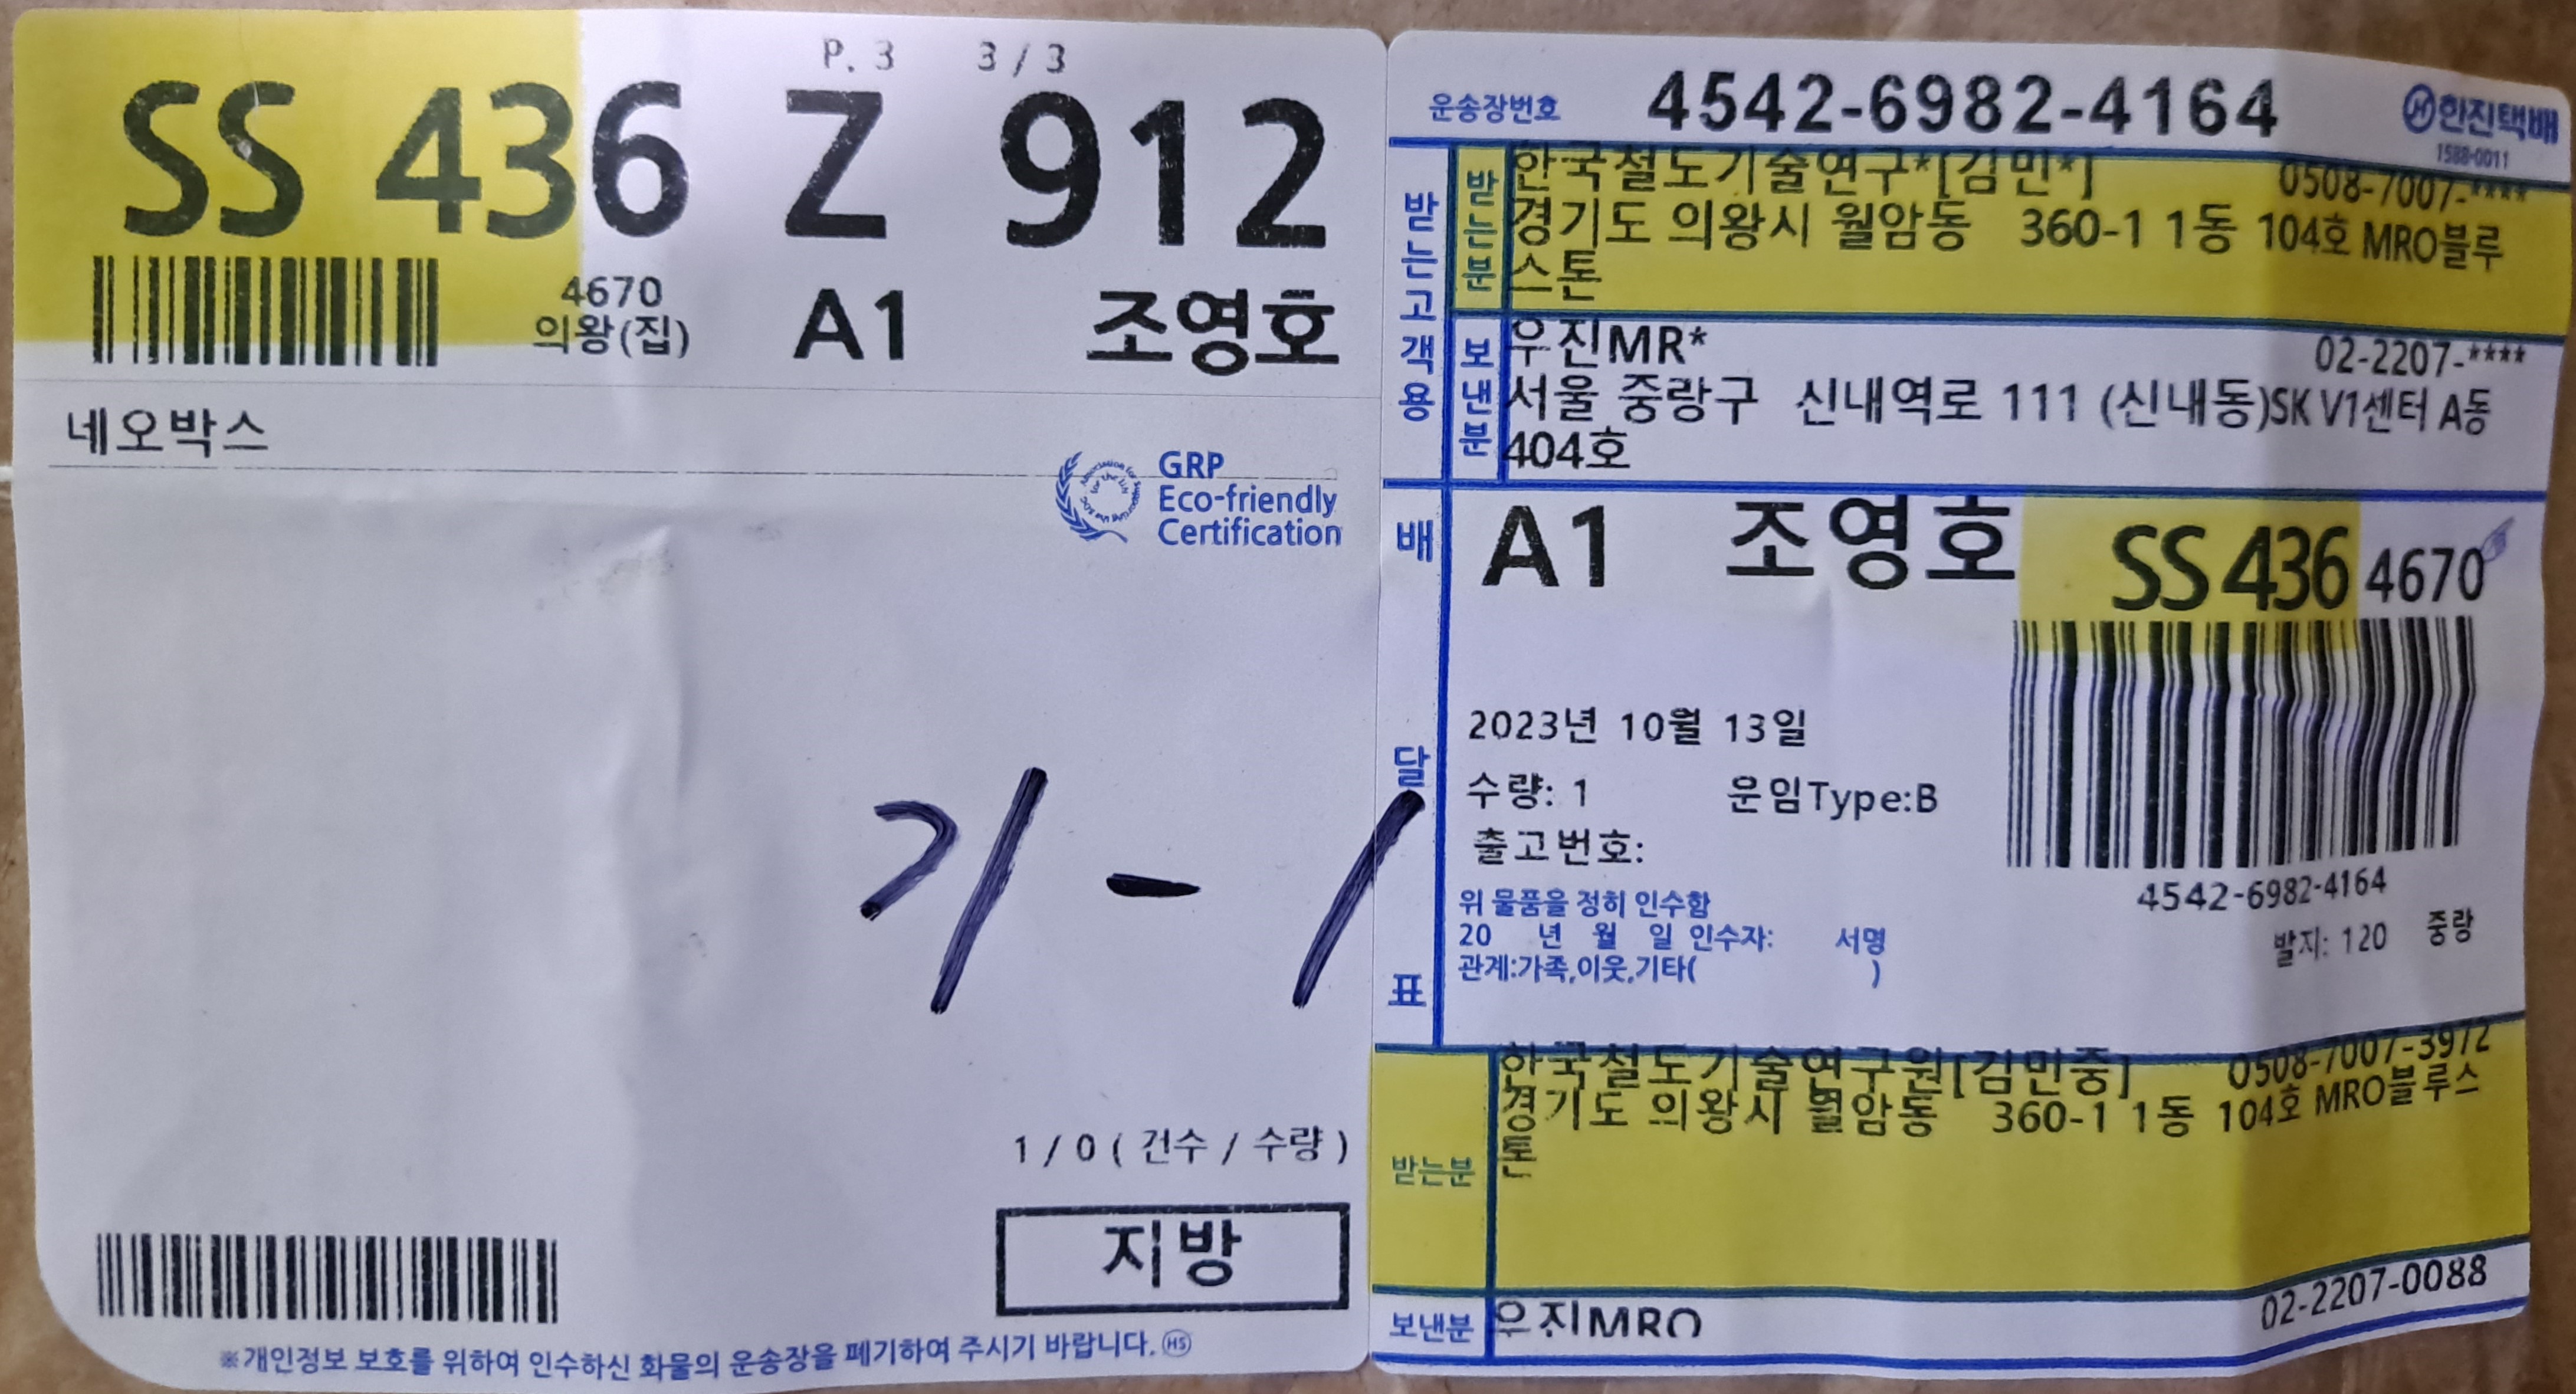 P. 3 3 / 3
SS 436 Z 912
4670
의왕(집) A1 조영호
네오박스
GRP
Eco-friendly
Certification
기-1
1 / 0 ( 건수 / 수량 )
지방
※개인정보 보호를 위하여 인수하신 화물의 운송장을 폐기하여 주시기 바랍니다. HS
운송장번호 4542-6982-4164 한진택배
1588-0011
받는고객용
받는분
한국철도기술연구*[김민*] 0508-7007-****
경기도 의왕시 월암동 360-1 1동 104호 MRO블루
스톤
보낸분
우진MR* 02-2207-****
서울 중랑구 신내역로 111 (신내동)SK V1센터 A동
404호
배달표
A1 조영호 SS 436 4670
2023년 10월 13일
수량: 1 운임Type:B
출고번호:
위 물품을 정히 인수함
20 년 월 일 인수자: 서명
관계:가족,이웃,기타( )
4542-6982-4164
발지: 120 중랑
받는분
한국철도기술연구원[김민중] 0508-7007-3972
경기도 의왕시 월암동 360-1 1동 104호 MRO블루스
톤
보낸분 우진MRO 02-2207-0088